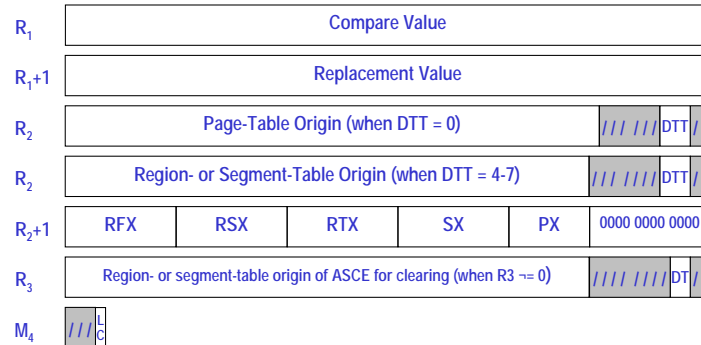 R1 Compare Value
R1+1 Replacement Value
R2 Page-Table Origin (when DTT = 0) / / / / / / DTT /
R2 Region- or Segment-Table Origin (when DTT = 4-7) / / / / / / / DTT /
R2+1 RFX RSX RTX SX PX 0000 0000 0000
R3 Region- or segment-table origin of ASCE for clearing (when R3 ¬= 0) / / / / / / / / DT /
M4 / / / L
C